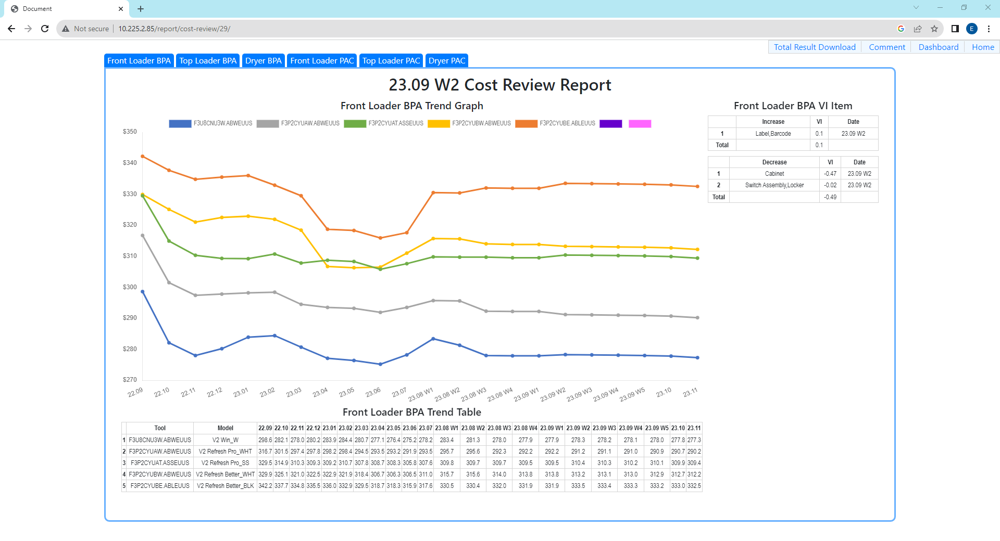 Document
Not secure 10.225.2.85/report/cost-review/29/
E
Total Result Download Comment Dashboard Home
Front Loader BPA Top Loader BPA Dryer BPA Front Loader PAC Top Loader PAC Dryer PAC
23.09 W2 Cost Review Report
Front Loader BPA Trend Graph
F3U8CNU3W.ABWEUUS F3P2CYUAW.ABWEUUS F3P2CYUAT.ASSEUUS F3P2CYUBW.ABWEUUS F3P2CYUBE.ABLEUUS
$350
$340
$330
$320
$310
$300
$290
$280
$270
22.09 22.10 22.11 22.12 23.01 23.02 23.03 23.04 23.05 23.06 23.07 23.08 W1 23.08 W2 23.08 W3 23.08 W4 23.09 W1 23.09 W2 23.09 W3 23.09 W4 23.09 W5 23.10 23.11
Front Loader BPA VI Item
Increase VI Date
1 Label,Barcode 0.1 23.09 W2
Total 0.1
Decrease VI Date
1 Cabinet -0.47 23.09 W2
2 Switch Assembly,Locker -0.02 23.09 W2
Total -0.49
Front Loader BPA Trend Table
Tool Model 22.09 22.10 22.11 22.12 23.01 23.02 23.03 23.04 23.05 23.06 23.07 23.08 W1 23.08 W2 23.08 W3 23.08 W4 23.09 W1 23.09 W2 23.09 W3 23.09 W4 23.09 W5 23.10 23.11
1 F3U8CNU3W.ABWEUUS V2 Win_W 298.6 282.1 278.0 280.2 283.9 284.4 280.7 277.1 276.4 275.2 278.2 283.4 281.3 278.0 277.9 277.9 278.3 278.2 278.1 278.0 277.8 277.3
2 F3P2CYUAW.ABWEUUS V2 Refresh Pro_WHT 316.7 301.5 297.4 297.8 298.2 298.4 294.5 293.5 293.2 291.9 293.5 295.7 295.6 292.3 292.2 292.2 291.2 291.1 291.0 290.9 290.7 290.2
3 F3P2CYUAT.ASSEUUS V2 Refresh Pro_SS 329.5 314.9 310.3 309.3 309.2 310.7 307.8 308.7 308.3 305.8 307.6 309.8 309.7 309.7 309.5 309.5 310.4 310.3 310.2 310.1 309.9 309.4
4 F3P2CYUBW.ABWEUUS V2 Refresh Better_WHT 329.9 325.1 321.0 322.5 322.9 321.9 318.4 306.7 306.3 306.5 311.0 315.7 315.6 314.0 313.8 313.8 313.2 313.1 313.0 312.9 312.7 312.2
5 F3P2CYUBE.ABLEUUS V2 Refresh Better_BLK 342.2 337.7 334.8 335.5 336.0 332.9 329.5 318.7 318.3 315.9 317.6 330.5 330.4 332.0 331.9 331.9 333.5 333.4 333.3 333.2 333.0 332.5